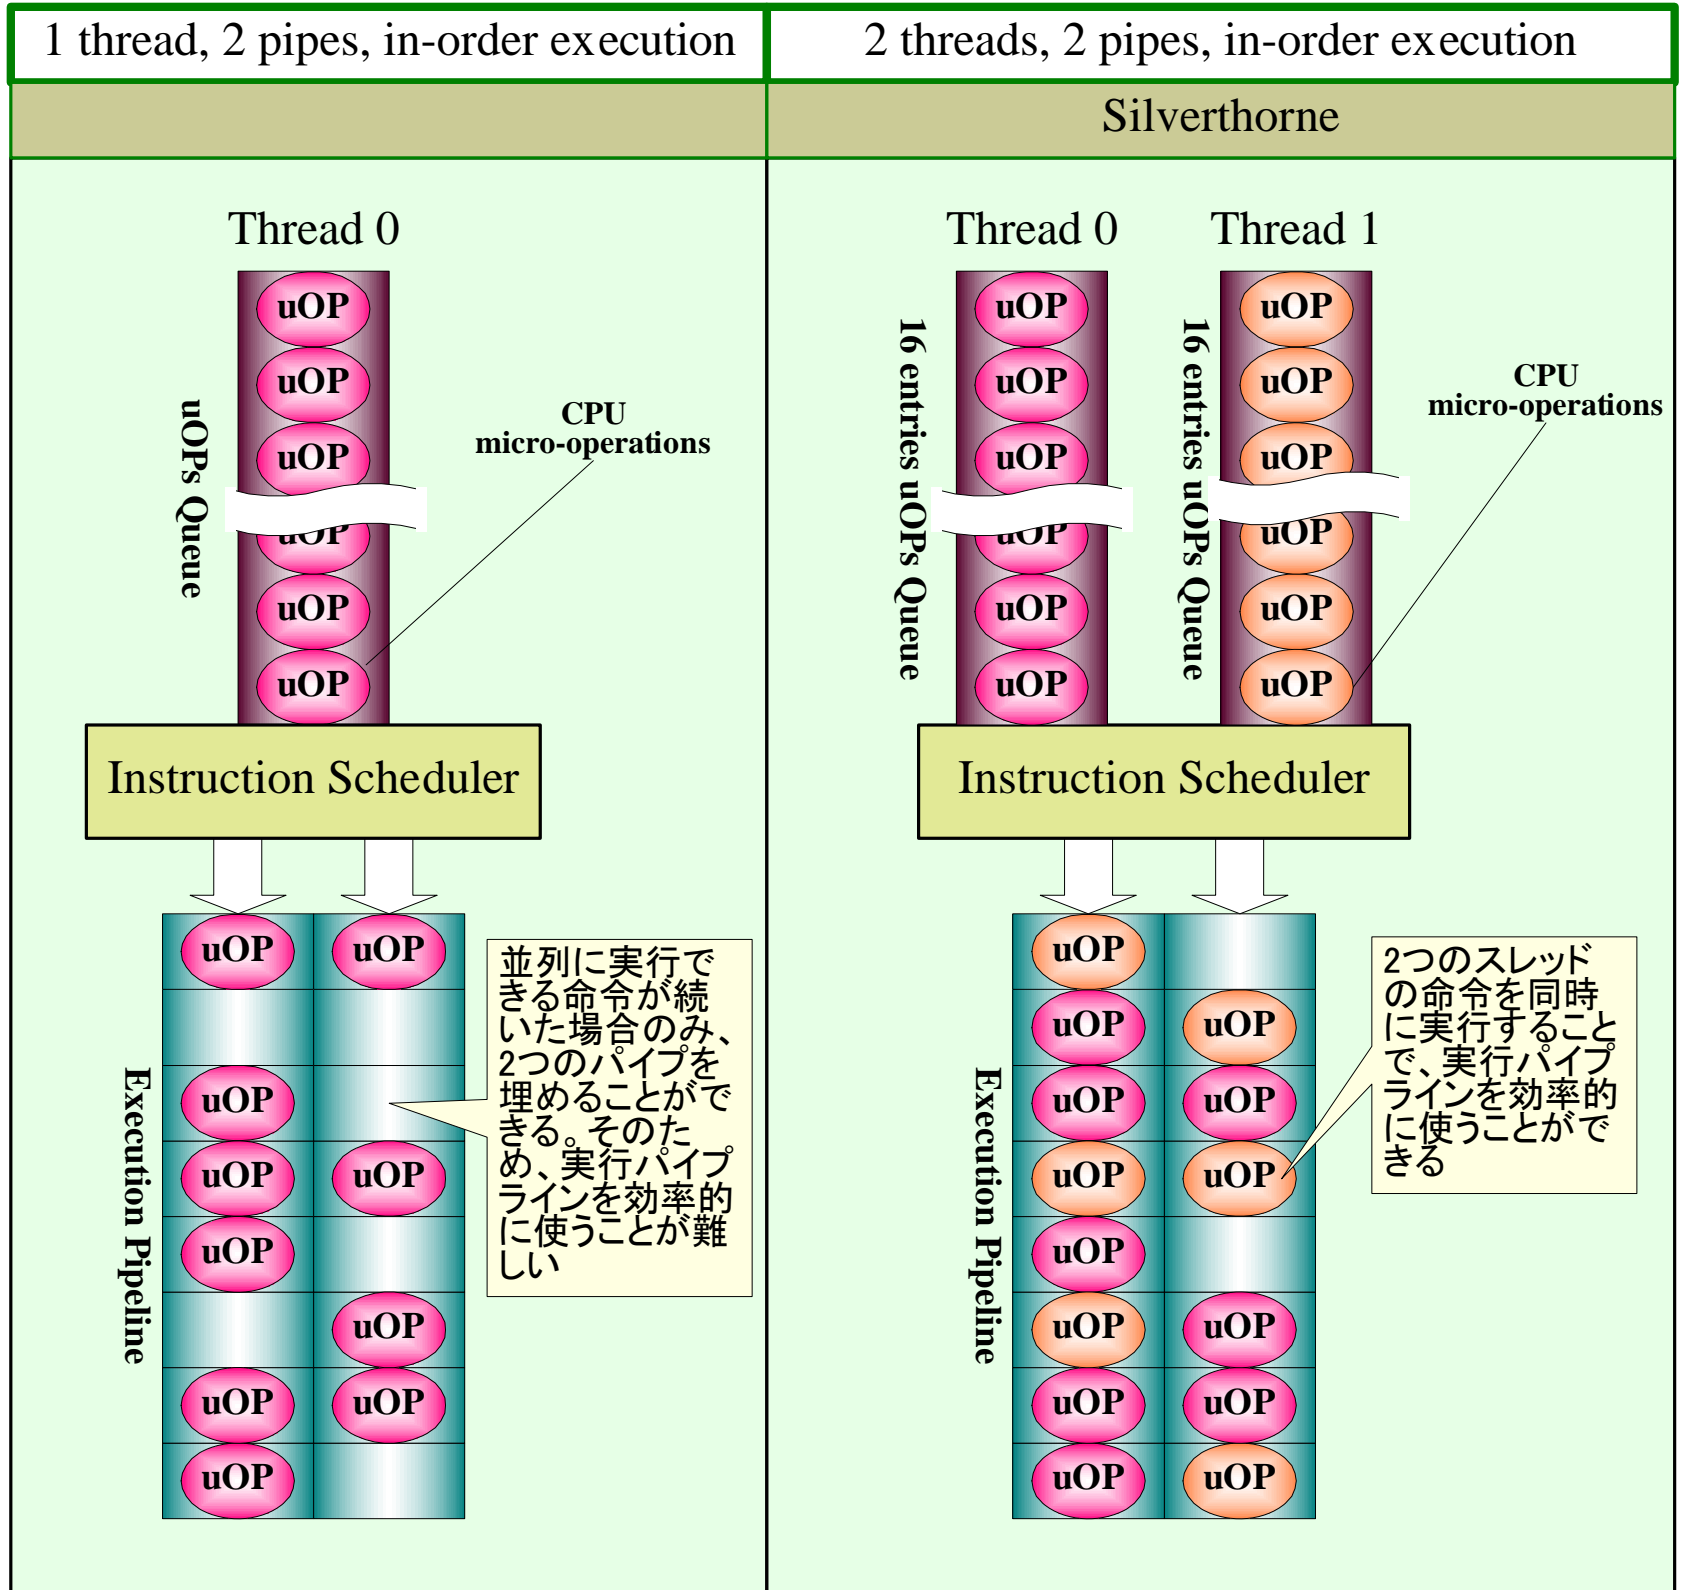 1 thread, 2 pipes, in-order execution
2 threads, 2 pipes, in-order execution
Silverthorne
Thread 0
uOP
uOP
uOP
uOP
uOP
uOP
uOPs Queue
CPU
micro-operations
Instruction Scheduler
uOP uOP
uOP
uOP uOP
uOP
uOP
uOP uOP
uOP
Execution Pipeline
並列に実行で
きる命令が続
いた場合のみ、
2つのパイプを
埋めることがで
きる。そのた
め、実行パイプ
ラインを効率的
に使うことが難
しい
Thread 0
Thread 1
16 entries uOPs Queue
uOP
uOP
uOP
uOP
uOP
uOP
16 entries uOPs Queue
uOP
uOP
uOP
uOP
uOP
uOP
CPU
micro-operations
Instruction Scheduler
uOP
uOP uOP
uOP uOP
uOP uOP
uOP
uOP uOP
uOP uOP
uOP uOP
Execution Pipeline
2つのスレッド
の命令を同時
に実行すること
で、実行パイプ
ラインを効率的
に使うことがで
きる